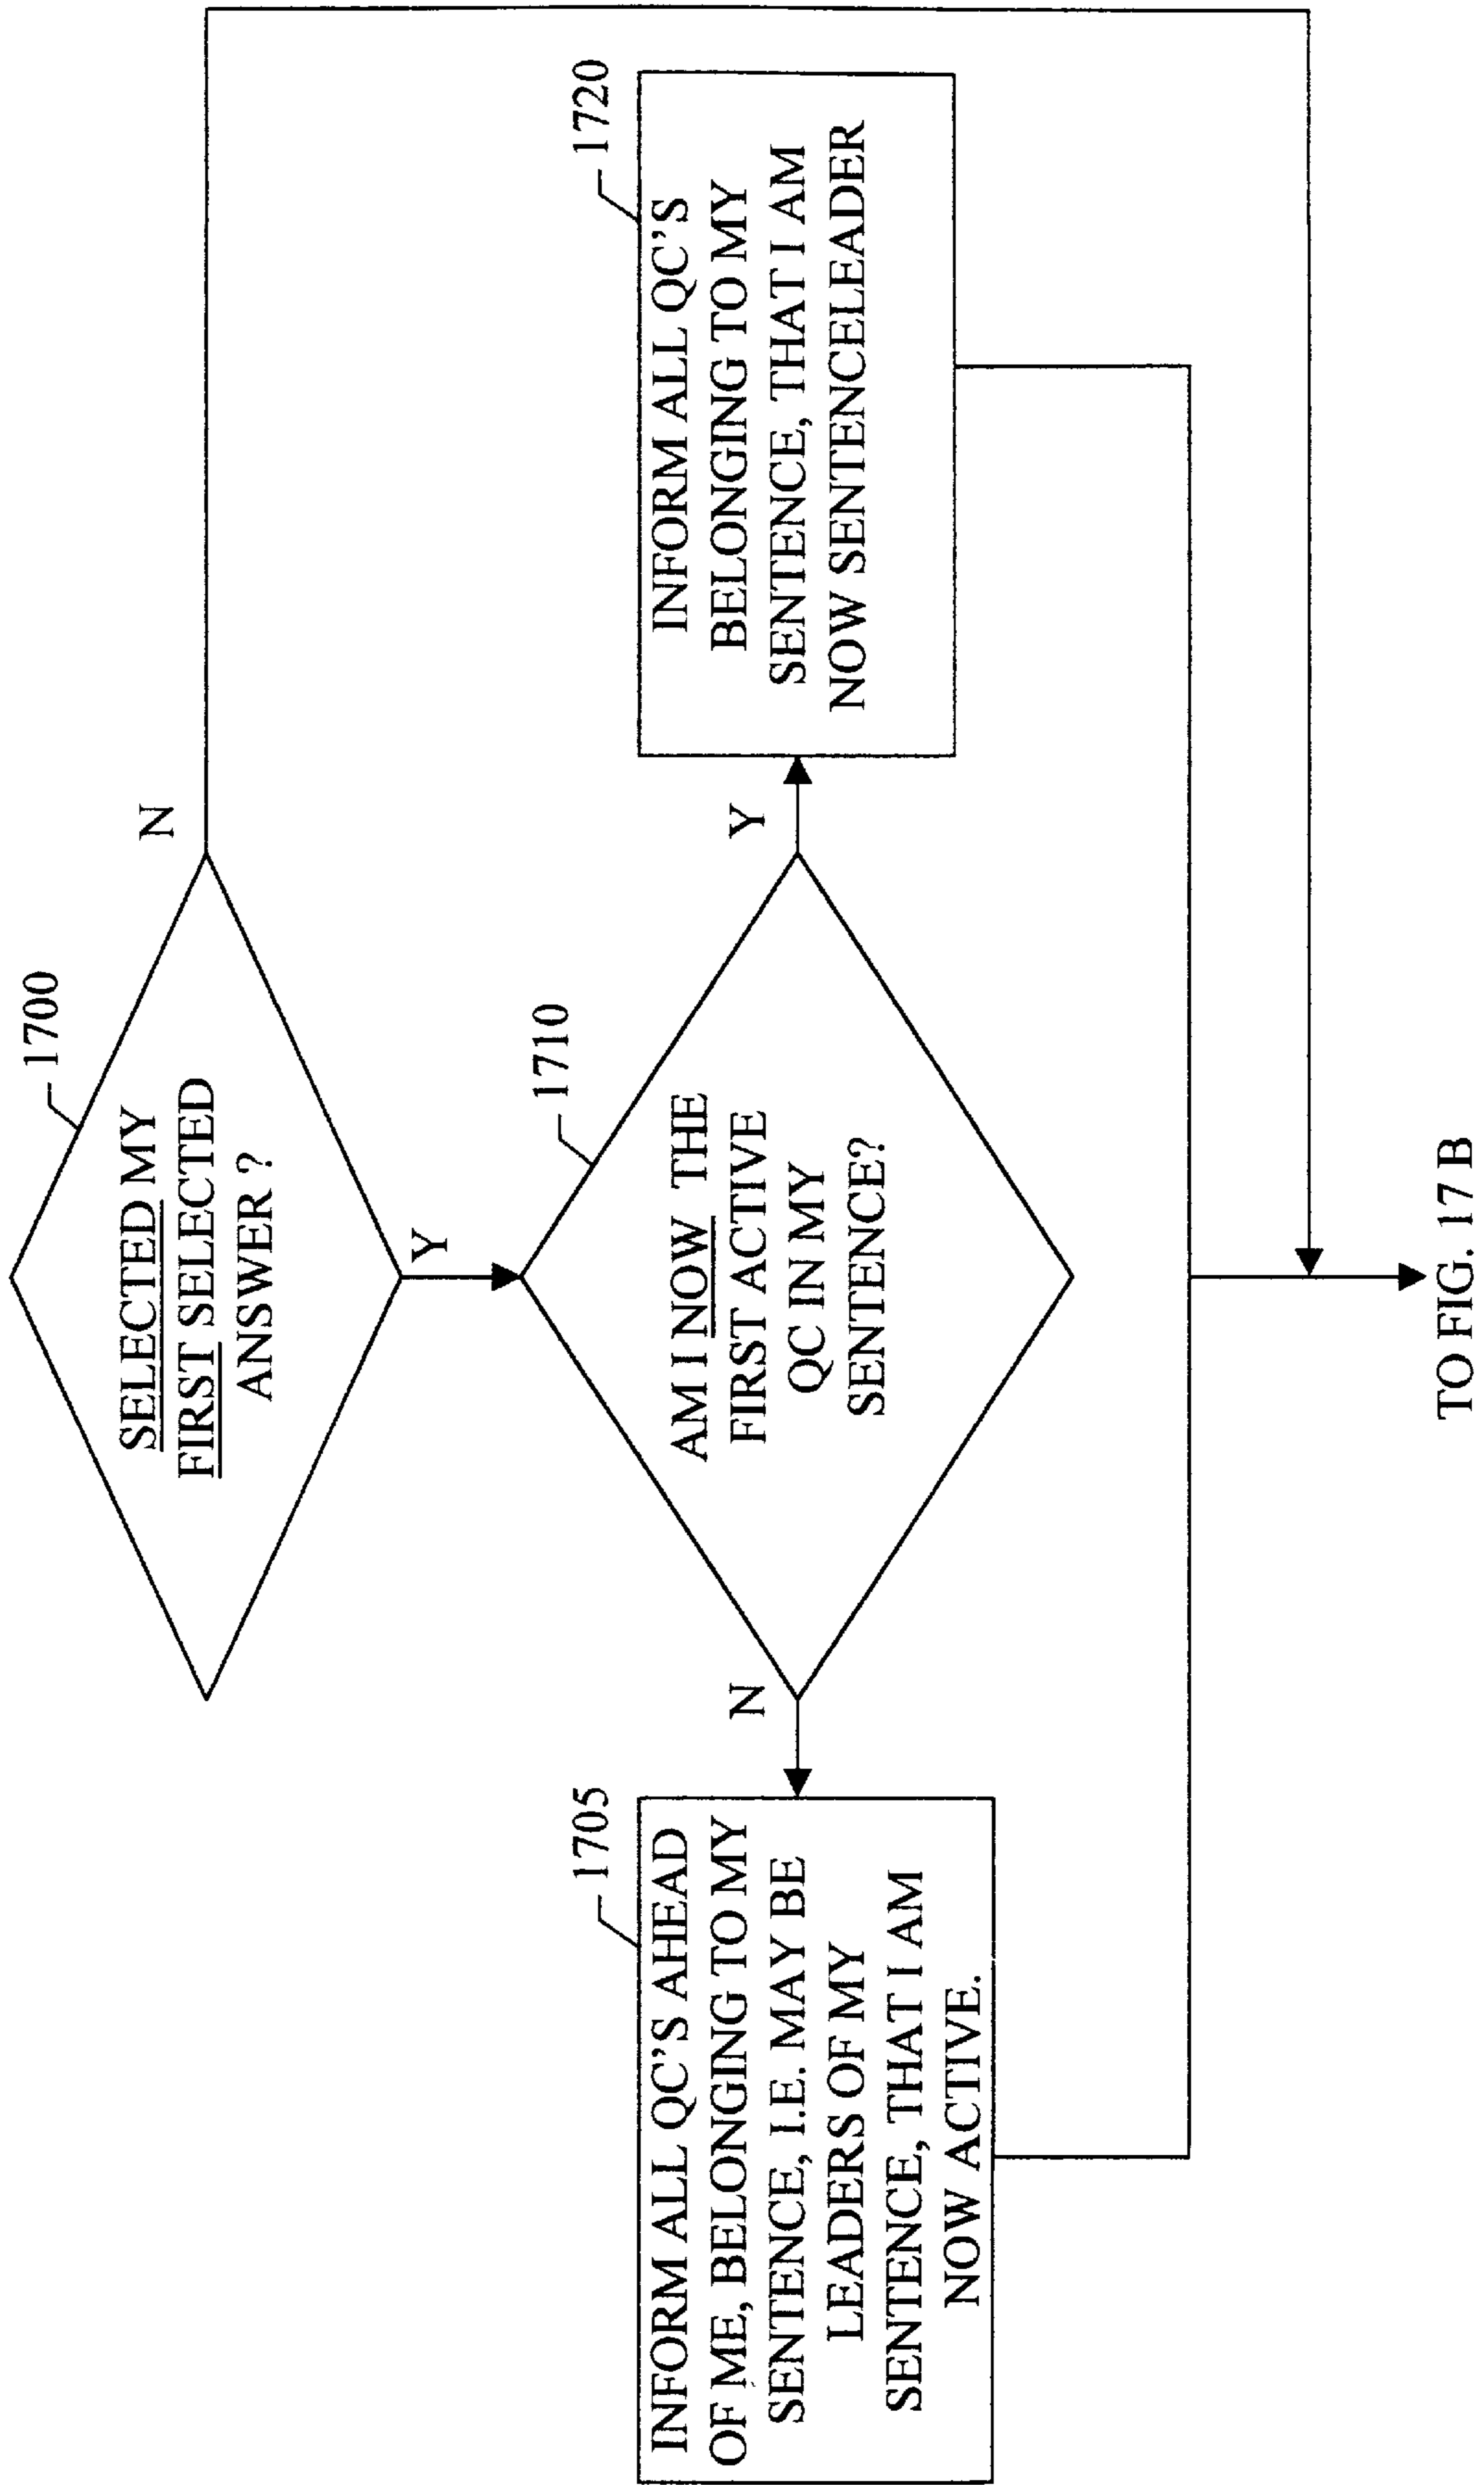 1700
SELECTED MY
FIRST SELECTED
ANSWER ?
N
Y
1710
AM I NOW THE
FIRST ACTIVE
QC IN MY
SENTENCE?
N
Y
1705
INFORM ALL QC'S AHEAD
OF ME, BELONGING TO MY
SENTENCE, I.E. MAY BE
LEADERS OF MY
SENTENCE, THAT I AM
NOW ACTIVE.
1720
INFORM ALL QC'S
BELONGING TO MY
SENTENCE, THAT I AM
NOW SENTENCELEADER
TO FIG. 17 B